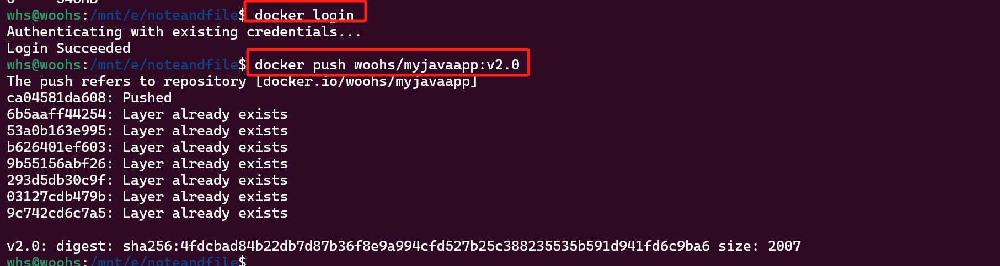 0     548MB
whs@woohs:/mnt/e/noteandfile$ docker login
Authenticating with existing credentials...
Login Succeeded
whs@woohs:/mnt/e/noteandfile$ docker push woohs/myjavaapp:v2.0
The push refers to repository [docker.io/woohs/myjavaapp]
ca04581da608: Pushed
6b5aaff44254: Layer already exists
53a0b163e995: Layer already exists
b626401ef603: Layer already exists
9b55156abf26: Layer already exists
293d5db30c9f: Layer already exists
03127cdb479b: Layer already exists
9c742cd6c7a5: Layer already exists
v2.0: digest: sha256:4fdcbad84b22db7d87b36f8e9a994cfd527b25c388235535b591d941fd6c9ba6 size: 2007
whs@woohs:/mnt/e/noteandfile$